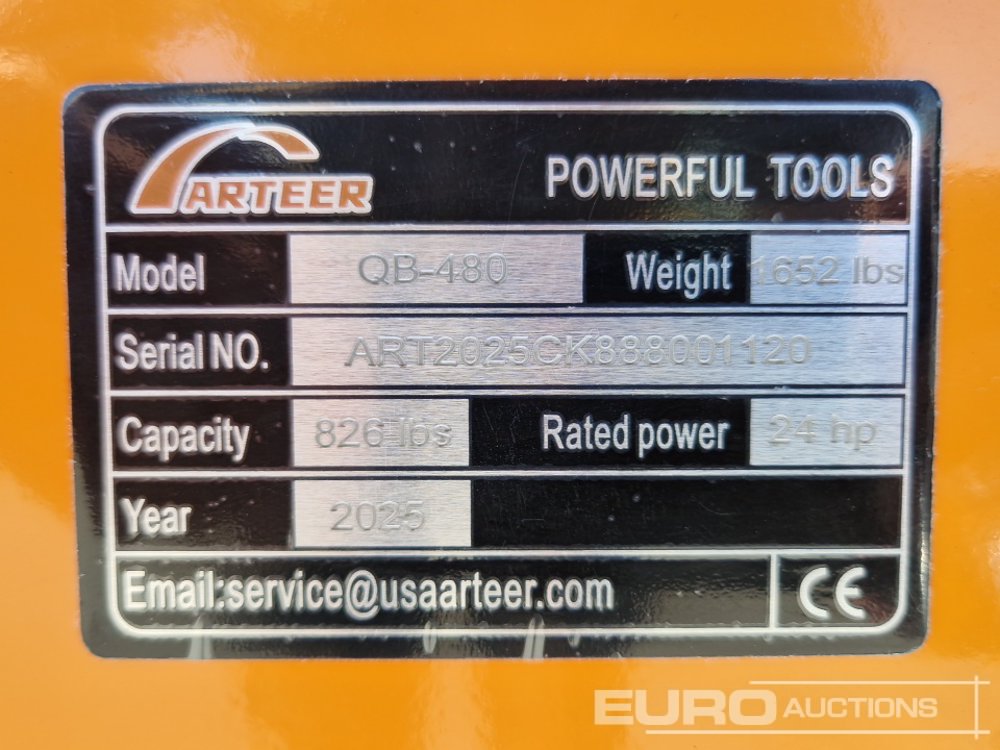 ARTEER POWERFUL TOOLS
Model QB-480 Weight 1652 lbs
Serial NO. ART2025CK888001120
Capacity 826 lbs Rated power 24 hp
Year 2025
Email:service@usaarteer.com CE
EURO AUCTIONS